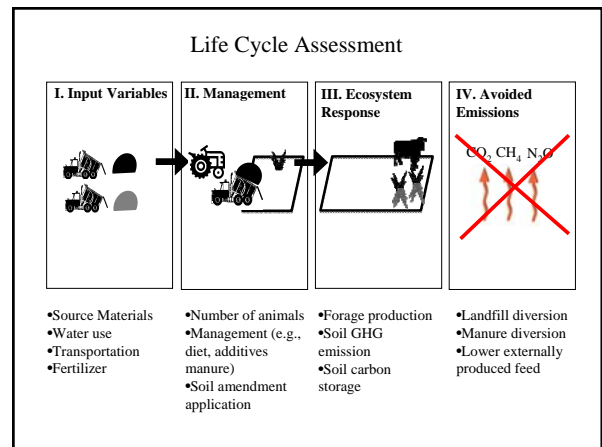 Life Cycle Assessment
I. Input Variables
II. Management
III. Ecosystem
Response
IV. Avoided
Emissions
CO2 CH4 N2O
•Source Materials
•Water use
•Transportation
•Fertilizer
•Number of animals
•Management (e.g.,
diet, additives
manure)
•Soil amendment
application
•Forage production
•Soil GHG
emission
•Soil carbon
storage
•Landfill diversion
•Manure diversion
•Lower externally
produced feed